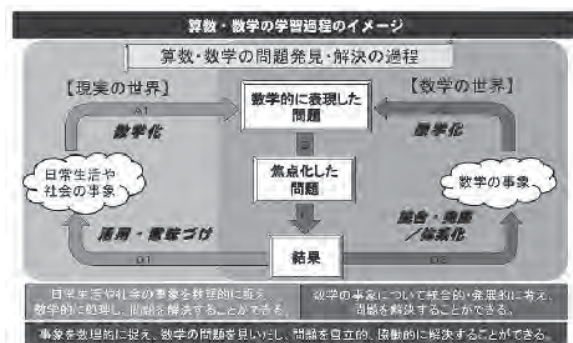 算数・数学の学習過程のイメージ
算数・数学の問題発見・解決の過程
【現実の世界】
【数学の世界】
数学的に表現した
問題
A1
数学化
数学化
日常生活や
社会の事象
焦点化した
問題
数学の事象
活用・意味づけ
統合・発展
/体系化
D1
結果
D2
日常生活や社会の事象を数理的に捉え、
数学的に処理し、問題を解決することができる。
数学の事象について統合的・発展的に考え、
問題を解決することができる。
事象を数理的に捉え、数学の問題を見いだし、問題を自立的、協働的に解決することができる。